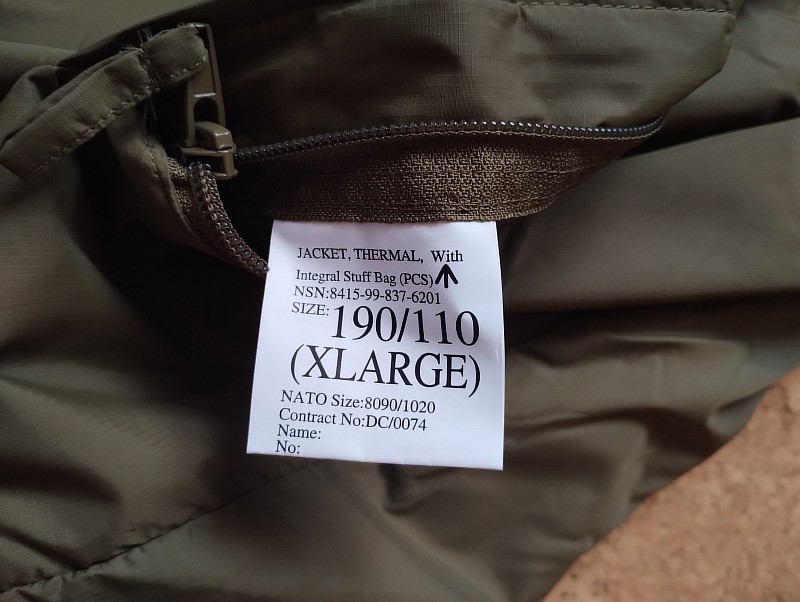 JACKET, THERMAL, With
Integral Stuff Bag (PCS)
NSN:8415-99-837-6201
SIZE: 190/110
(XLARGE)
NATO Size:8090/1020
Contract No:DC/0074
Name:
No: